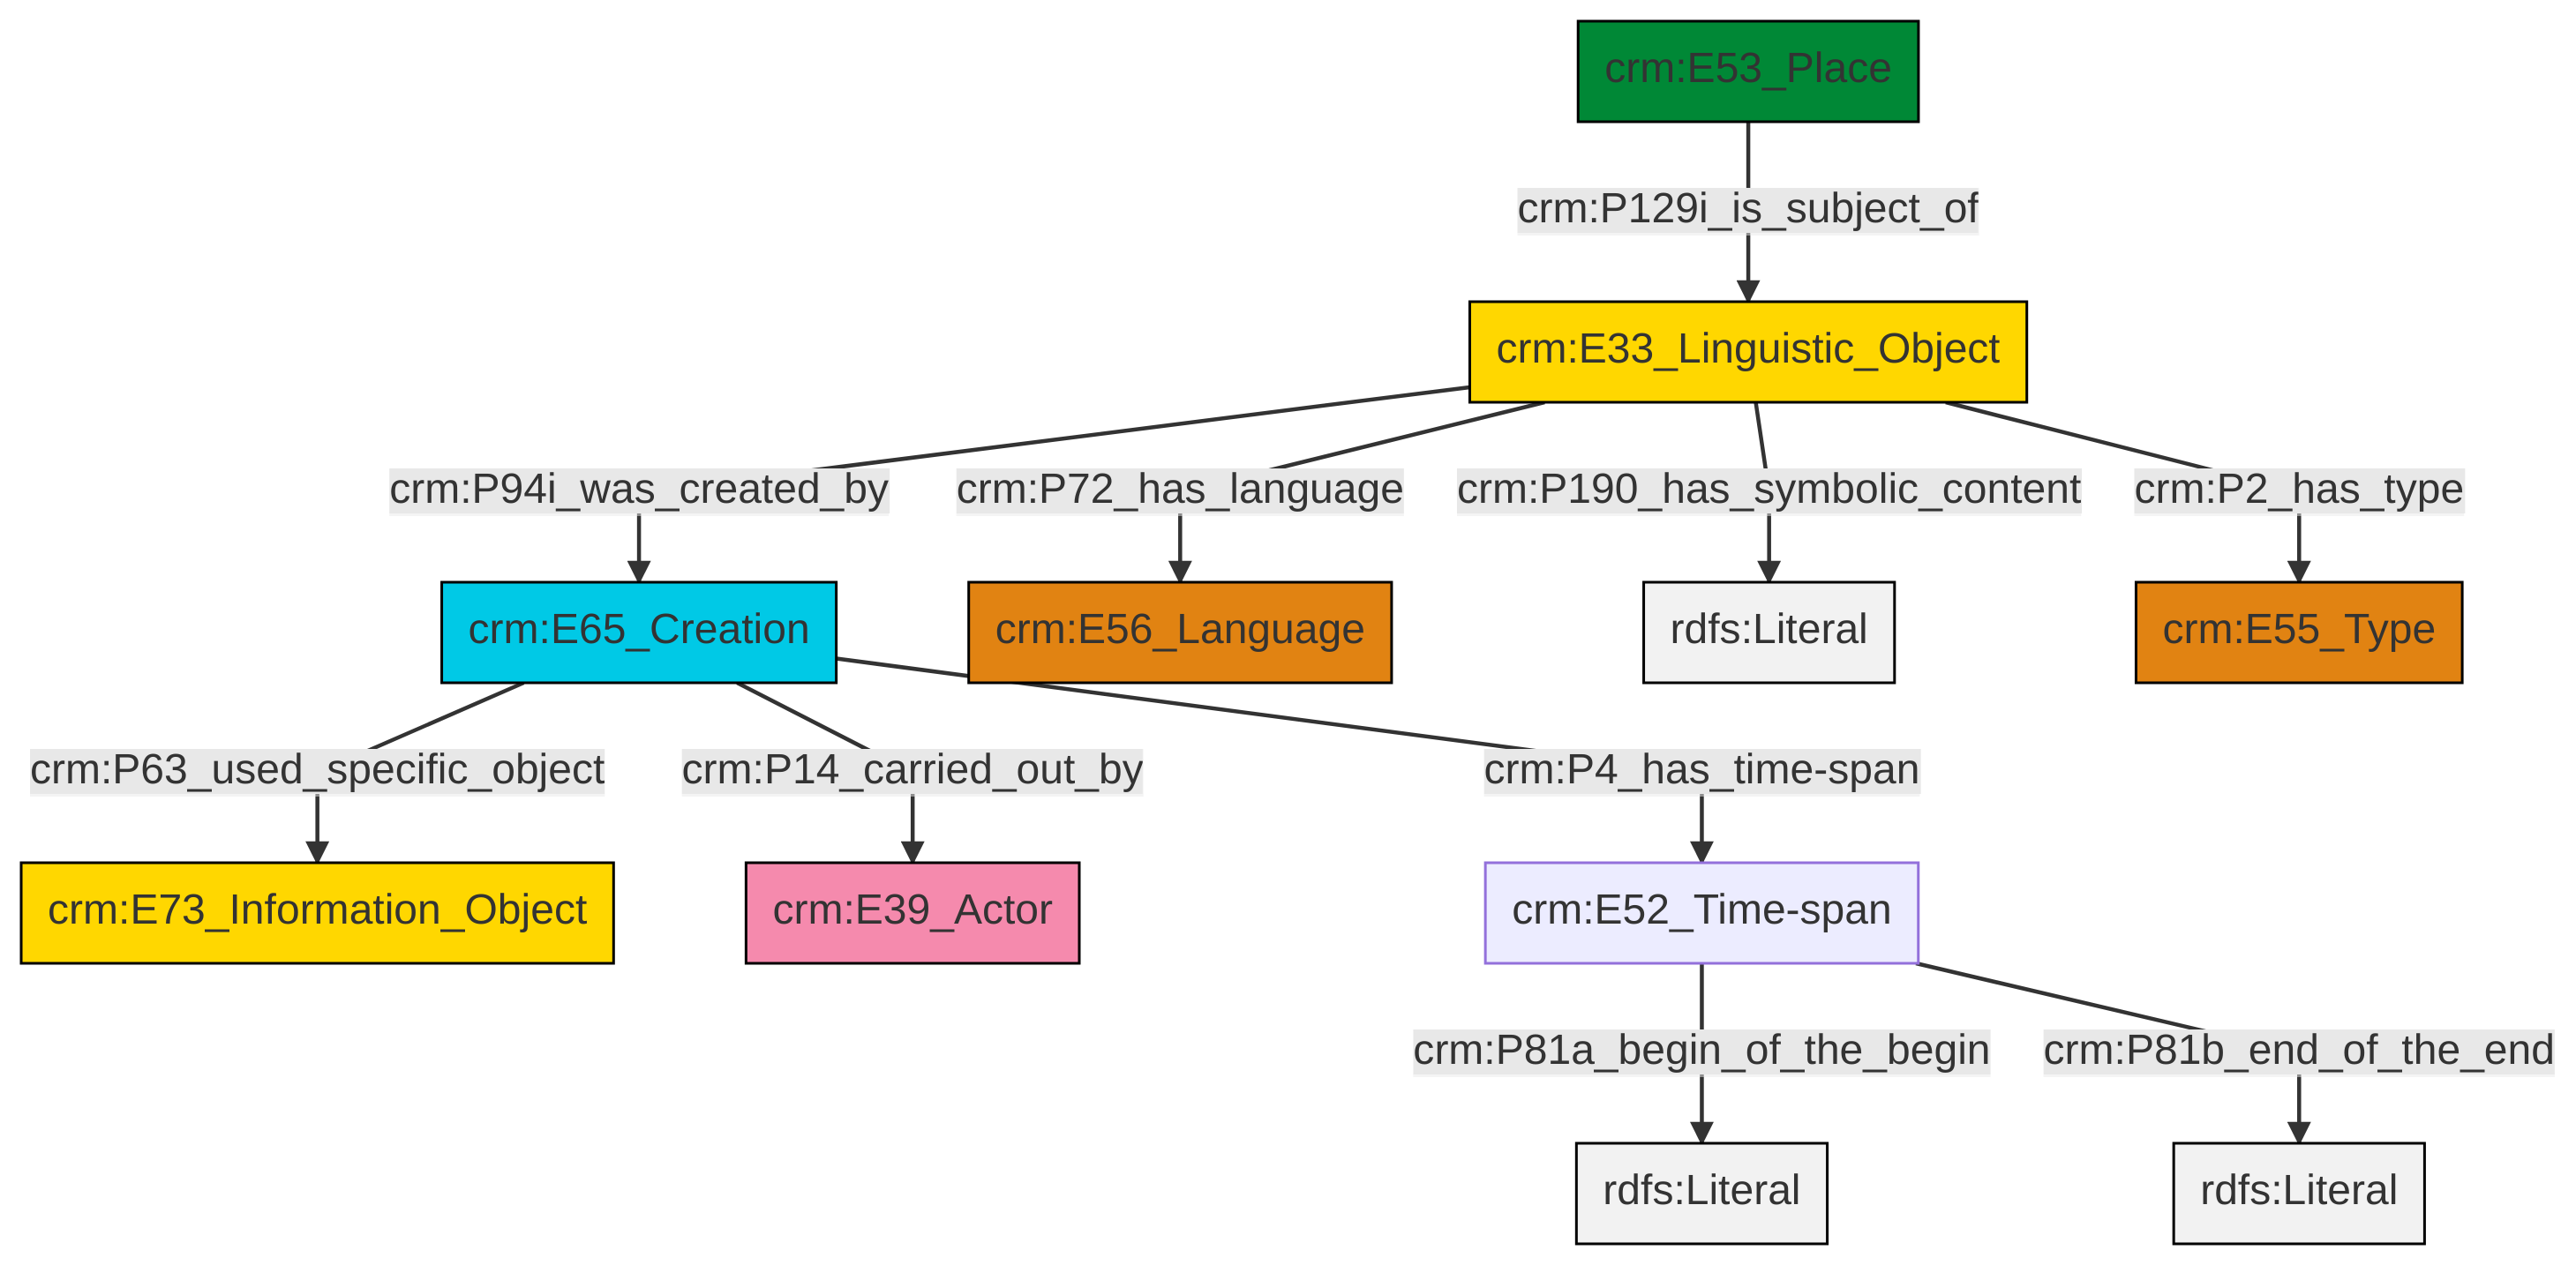 crm:E53_Place
crm:P129i_is_subject_of
crm:E33_Linguistic_Object
crm:P94i_was_created_by
crm:P72_has_language
crm:P190_has_symbolic_content
crm:P2_has_type
crm:E65_Creation
crm:E56_Language
rdfs:Literal
crm:E55_Type
crm:P63_used_specific_object
crm:P14_carried_out_by
crm:P4_has_time-span
crm:E73_Information_Object
crm:E39_Actor
crm:E52_Time-span
crm:P81a_begin_of_the_begin
crm:P81b_end_of_the_end
rdfs:Literal
rdfs:Literal